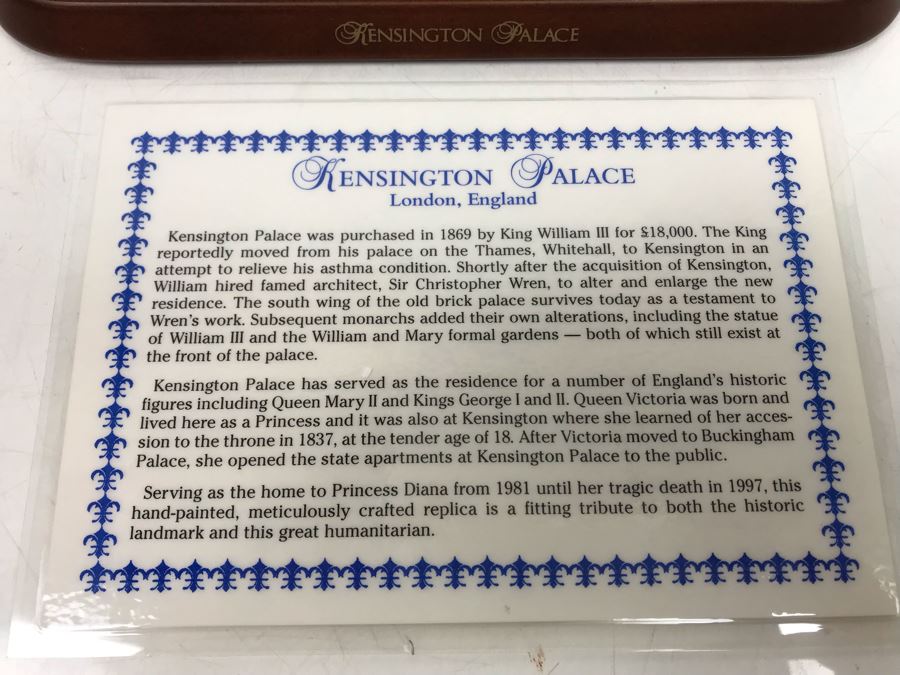 Kensington Palace
Kensington Palace
London, England
Kensington Palace was purchased in 1869 by King William III for £18,000. The King
reportedly moved from his palace on the Thames, Whitehall, to Kensington in an
attempt to relieve his asthma condition. Shortly after the acquisition of Kensington,
William hired famed architect, Sir Christopher Wren, to alter and enlarge the new
residence. The south wing of the old brick palace survives today as a testament to
Wren's work. Subsequent monarchs added their own alterations, including the statue
of William III and the William and Mary formal gardens — both of which still exist at
the front of the palace.
Kensington Palace has served as the residence for a number of England's historic
figures including Queen Mary II and Kings George I and II. Queen Victoria was born and
lived here as a Princess and it was also at Kensington where she learned of her acces-
sion to the throne in 1837, at the tender age of 18. After Victoria moved to Buckingham
Palace, she opened the state apartments at Kensington Palace to the public.
Serving as the home to Princess Diana from 1981 until her tragic death in 1997, this
hand-painted, meticulously crafted replica is a fitting tribute to both the historic
landmark and this great humanitarian.